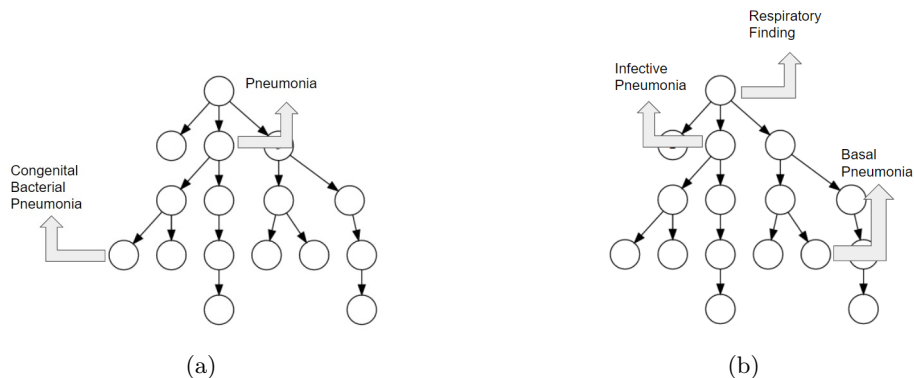 Pneumonia
Congenital
Bacterial
Pneumonia
(a)
Respiratory
Finding
Infective
Pneumonia
Basal
Pneumonia
(b)